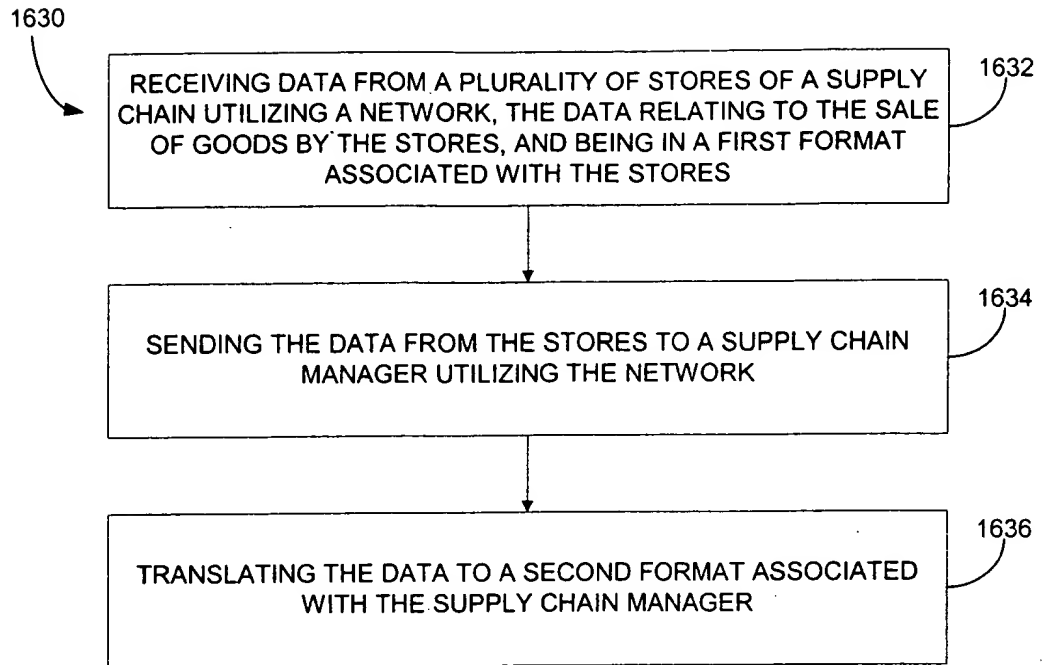 1630
RECEIVING DATA FROM A PLURALITY OF STORES OF A SUPPLY
CHAIN UTILIZING A NETWORK, THE DATA RELATING TO THE SALE
OF GOODS BY THE STORES, AND BEING IN A FIRST FORMAT
ASSOCIATED WITH THE STORES
1632
SENDING THE DATA FROM THE STORES TO A SUPPLY CHAIN
MANAGER UTILIZING THE NETWORK
1634
TRANSLATING THE DATA TO A SECOND FORMAT ASSOCIATED
WITH THE SUPPLY CHAIN MANAGER
1636